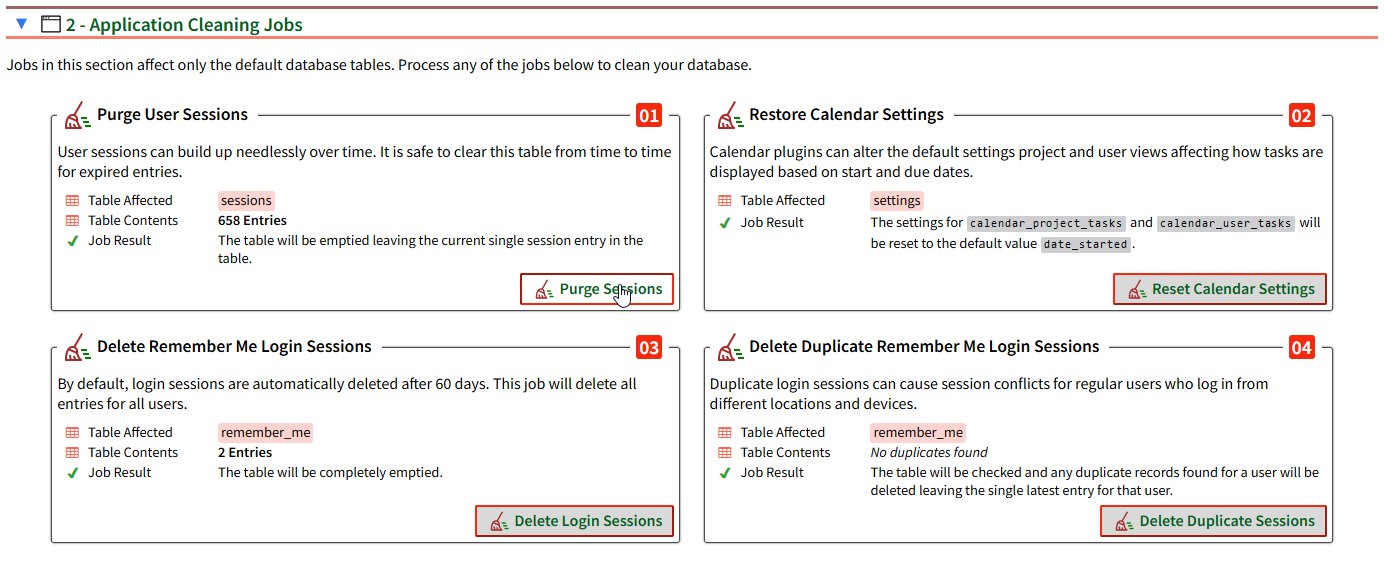 2 - Application Cleaning Jobs
Jobs in this section affect only the default database tables. Process any of the jobs below to clean your database.
Purge User Sessions
01
User sessions can build up needlessly over time. It is safe to clear this table from time to time
for expired entries.
Table Affected sessions
Table Contents 658 Entries
Job Result The table will be emptied leaving the current single session entry in the
table.
Purge Sessions
Restore Calendar Settings
02
Calendar plugins can alter the default settings project and user views affecting how tasks are
displayed based on start and due dates.
Table Affected settings
Job Result The settings for calendar_project_tasks and calendar_user_tasks will
be reset to the default value date_started.
Reset Calendar Settings
Delete Remember Me Login Sessions
03
By default, login sessions are automatically deleted after 60 days. This job will delete all
entries for all users.
Table Affected remember_me
Table Contents 2 Entries
Job Result The table will be completely emptied.
Delete Login Sessions
Delete Duplicate Remember Me Login Sessions
04
Duplicate login sessions can cause session conflicts for regular users who log in from
different locations and devices.
Table Affected remember_me
Table Contents No duplicates found
Job Result The table will be checked and any duplicate records found for a user will be
deleted leaving the single latest entry for that user.
Delete Duplicate Sessions